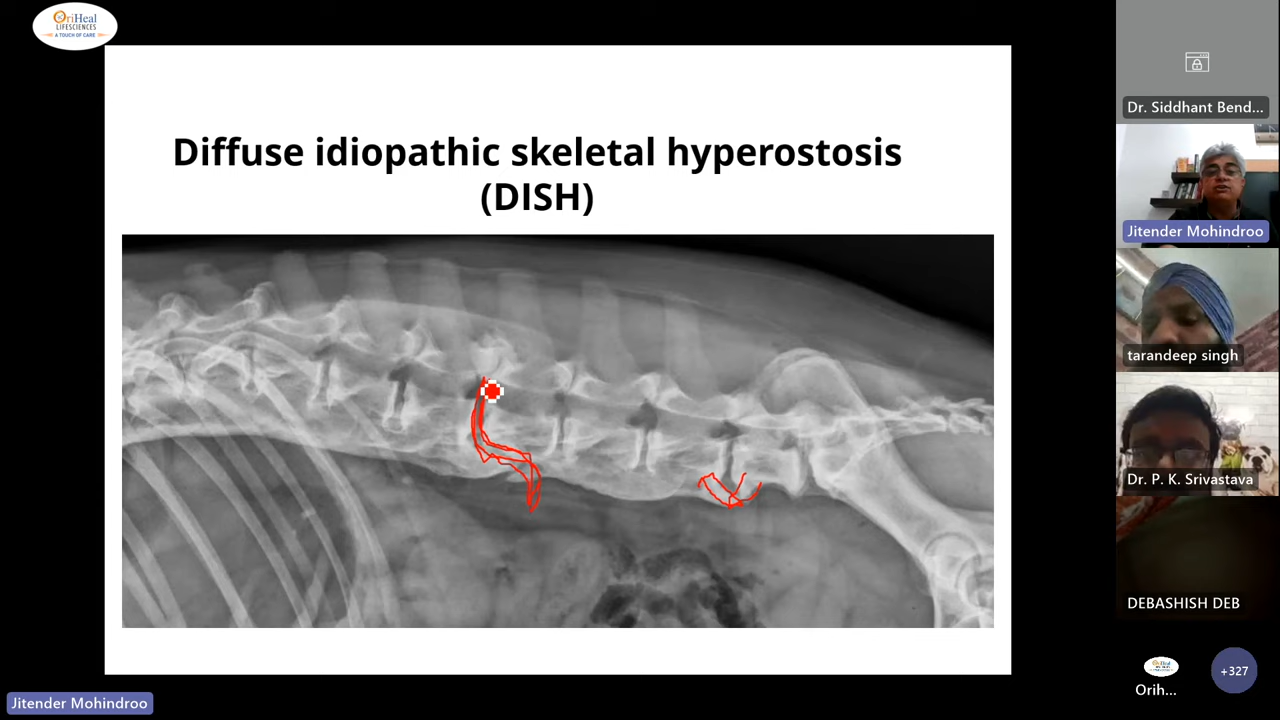 OriHeal
LIFESCIENCES
A TOUCH OF CARE
Diffuse idiopathic skeletal hyperostosis
(DISH)
Dr. Siddhant Bend...
Jitender Mohindroo
tarandeep singh
Dr. P. K. Srivastava
DEBASHISH DEB
Orih...
+327
Jitender Mohindroo